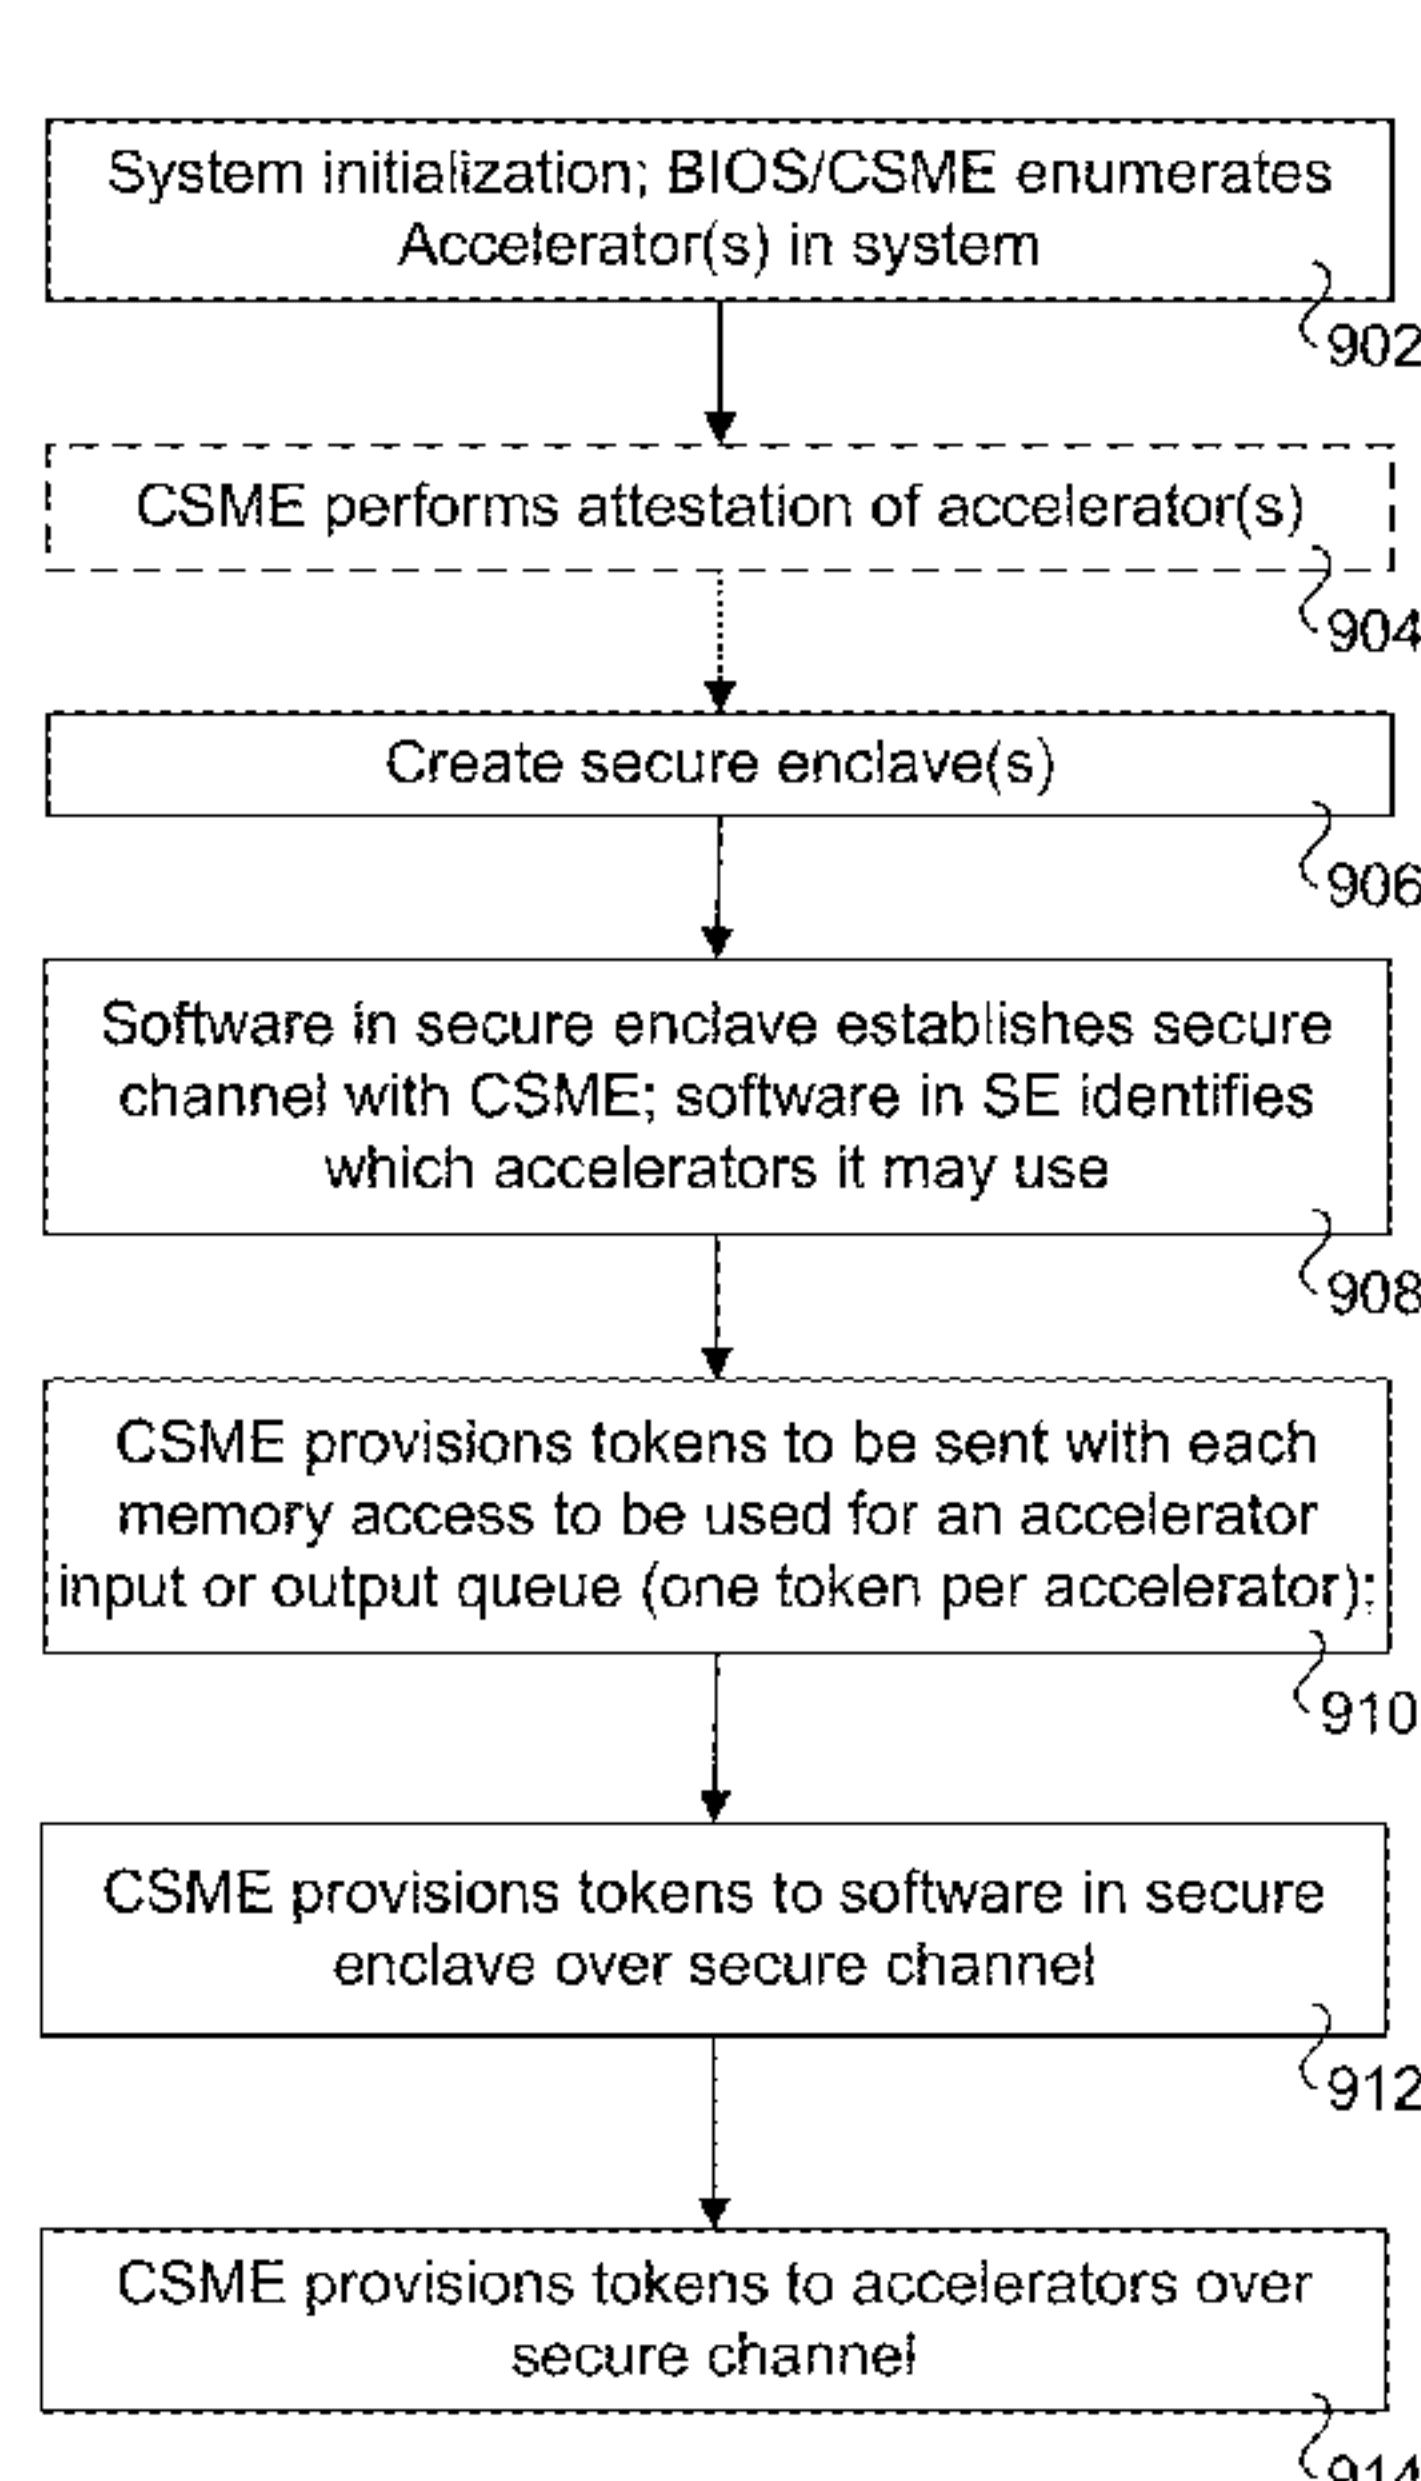 System initialization; BIOS/CSME enumerates
Accelerator(s) in system
902
CSME performs attestation of accelerator(s)
904
Create secure enclave(s)
906
Software in secure enclave establishes secure
channel with CSME; software in SE identifies
which accelerators it may use
908
CSME provisions tokens to be sent with each
memory access to be used for an accelerator
input or output queue (one token per accelerator);
910
CSME provisions tokens to software in secure
enclave over secure channel
912
CSME provisions tokens to accelerators over
secure channel
914